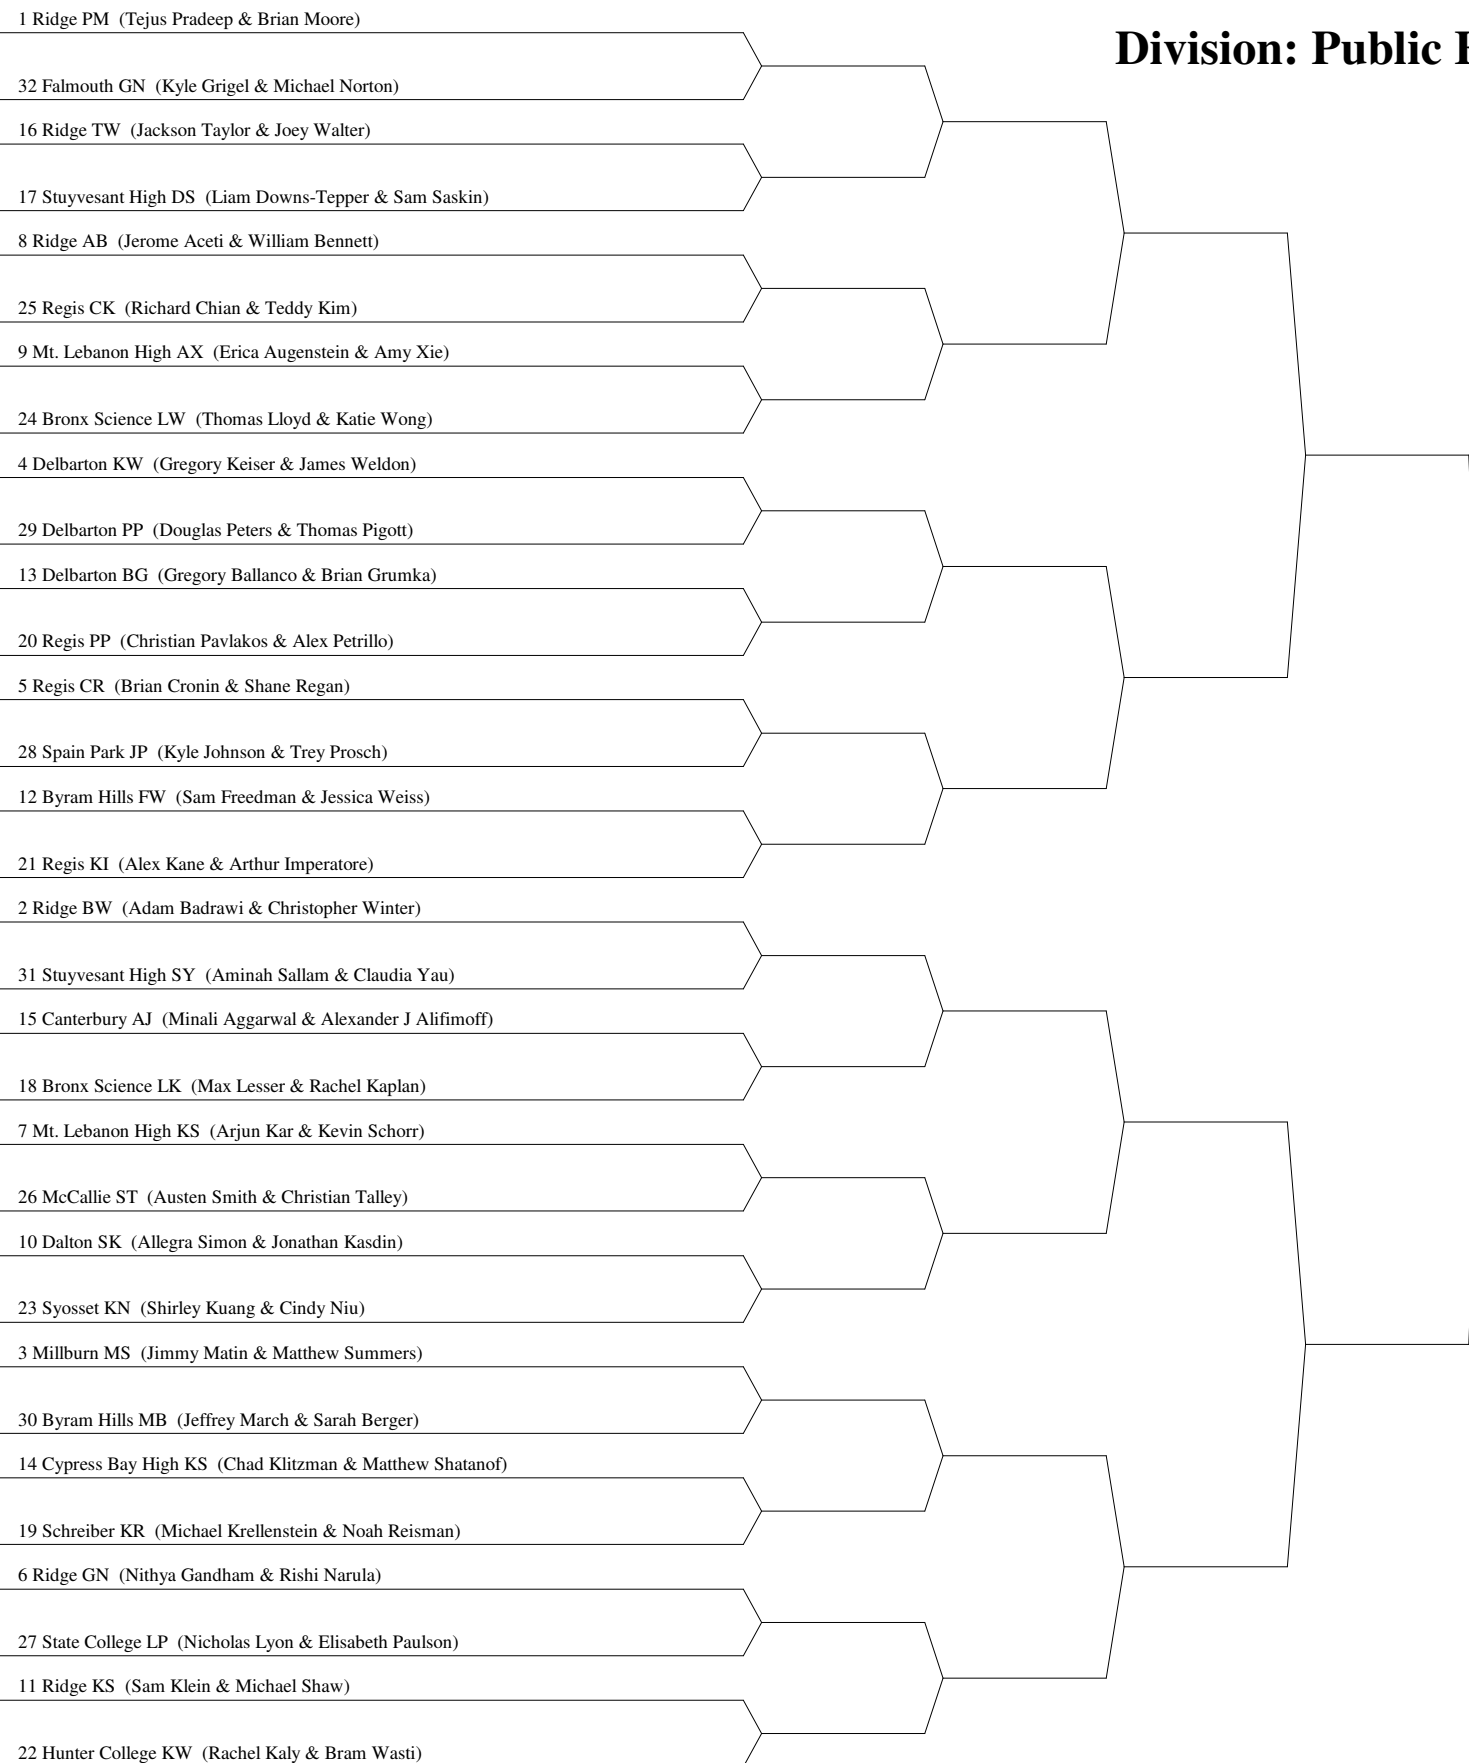 1 Ridge PM (Tejus Pradeep & Brian Moore)
Division: Public
32 Falmouth GN (Kyle Grigel & Michael Norton)
16 Ridge TW (Jackson Taylor & Joey Walter)
17 Stuyvesant High DS (Liam Downs-Tepper & Sam Saskin)
8 Ridge AB (Jerome Aceti & William Bennett)
25 Regis CK (Richard Chian & Teddy Kim)
9 Mt. Lebanon High AX (Erica Augenstein & Amy Xie)
24 Bronx Science LW (Thomas Lloyd & Katie Wong)
4 Delbarton KW (Gregory Keiser & James Weldon)
29 Delbarton PP (Douglas Peters & Thomas Pigott)
13 Delbarton BG (Gregory Ballanco & Brian Grumka)
20 Regis PP (Christian Pavlakos & Alex Petrillo)
5 Regis CR (Brian Cronin & Shane Regan)
28 Spain Park JP (Kyle Johnson & Trey Prosch)
12 Byram Hills FW (Sam Freedman & Jessica Weiss)
21 Regis KI (Alex Kane & Arthur Imperatore)
2 Ridge BW (Adam Badrawi & Christopher Winter)
31 Stuyvesant High SY (Aminah Sallam & Claudia Yau)
15 Canterbury AJ (Minali Aggarwal & Alexander J Alifimoff)
18 Bronx Science LK (Max Lesser & Rachel Kaplan)
7 Mt. Lebanon High KS (Arjun Kar & Kevin Schorr)
26 McCallie ST (Austen Smith & Christian Talley)
10 Dalton SK (Allegra Simon & Jonathan Kasdin)
23 Syosset KN (Shirley Kuang & Cindy Niu)
3 Millburn MS (Jimmy Matin & Matthew Summers)
30 Byram Hills MB (Jeffrey March & Sarah Berger)
14 Cypress Bay High KS (Chad Klitzman & Matthew Shatanof)
19 Schreiber KR (Michael Krellenstein & Noah Reisman)
6 Ridge GN (Nithya Gandham & Rishi Narula)
27 State College LP (Nicholas Lyon & Elisabeth Paulson)
11 Ridge KS (Sam Klein & Michael Shaw)
22 Hunter College KW (Rachel Kaly & Bram Wasti)